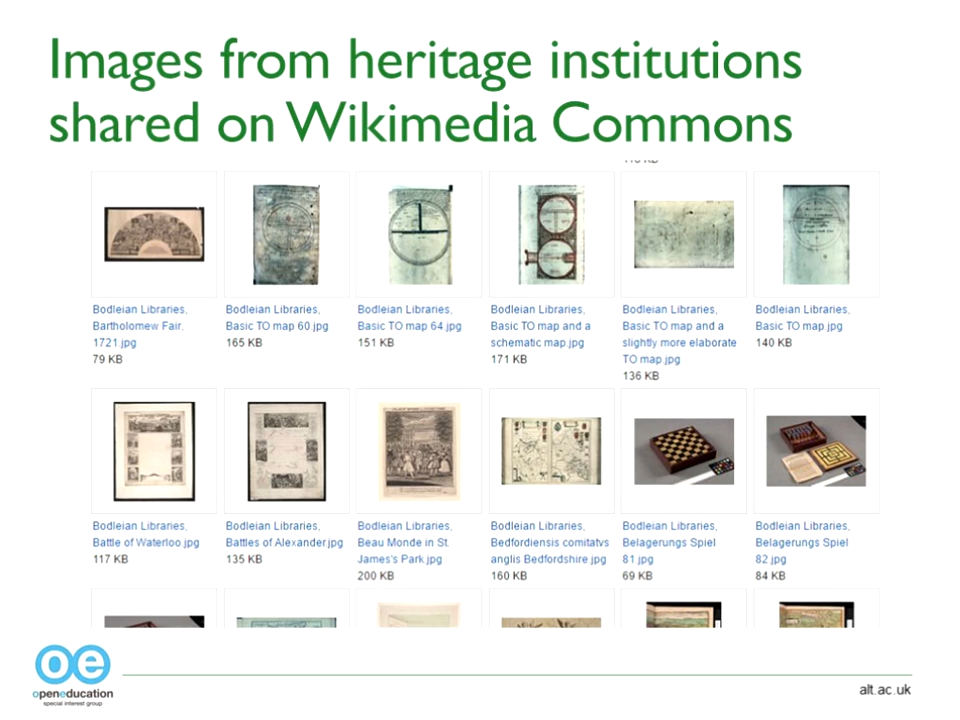 Images from heritage institutions
shared on Wikimedia Commons
Bodleian Libraries,
Bartholomew Fair,
1721.jpg
79 KB
Bodleian Libraries,
Basic TO map 60.jpg
165 KB
Bodleian Libraries,
Basic TO map 64.jpg
151 KB
Bodleian Libraries,
Basic TO map and a
schematic map.jpg
171 KB
Bodleian Libraries,
Basic TO map and a
slightly more elaborate
TO map.jpg
136 KB
Bodleian Libraries,
Basic TO map.jpg
140 KB
Bodleian Libraries,
Battle of Waterloo.jpg
117 KB
Bodleian Libraries,
Battles of Alexander.jpg
135 KB
Bodleian Libraries,
Beau Monde in St.
James's Park.jpg
200 KB
Bodleian Libraries,
Bedfordiensis comitatvs
anglis Bedfordshire.jpg
160 KB
Bodleian Libraries,
Belagerungs Spiel
81.jpg
69 KB
Bodleian Libraries,
Belagerungs Spiel
82.jpg
84 KB
oe
openeducation
special interest group
alt.ac.uk